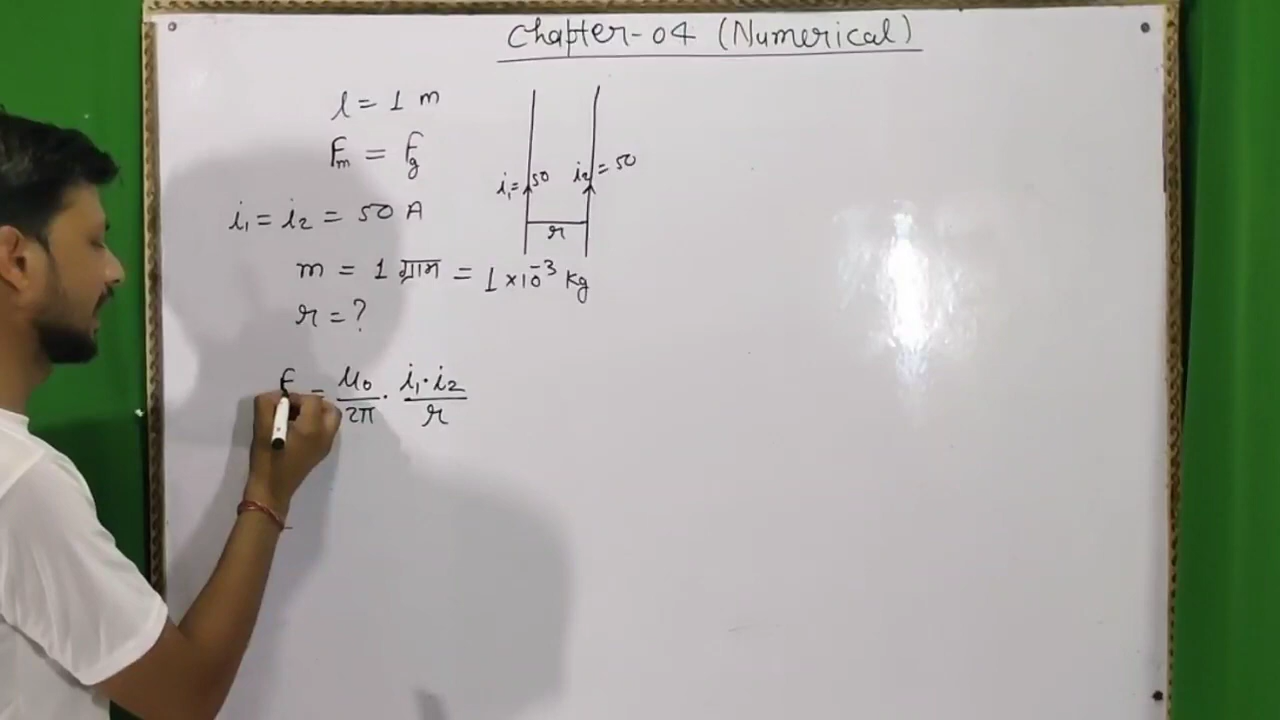 Chapter-04 (Numerical)
l = 1 m
Fm = Fg
i₁= 50 i₂ = 50
i₁ = i₂ = 50 A
r
m = 1 ग्राम = 1×10⁻³ kg
r = ?
F = μ₀/2π · i₁·i₂/r